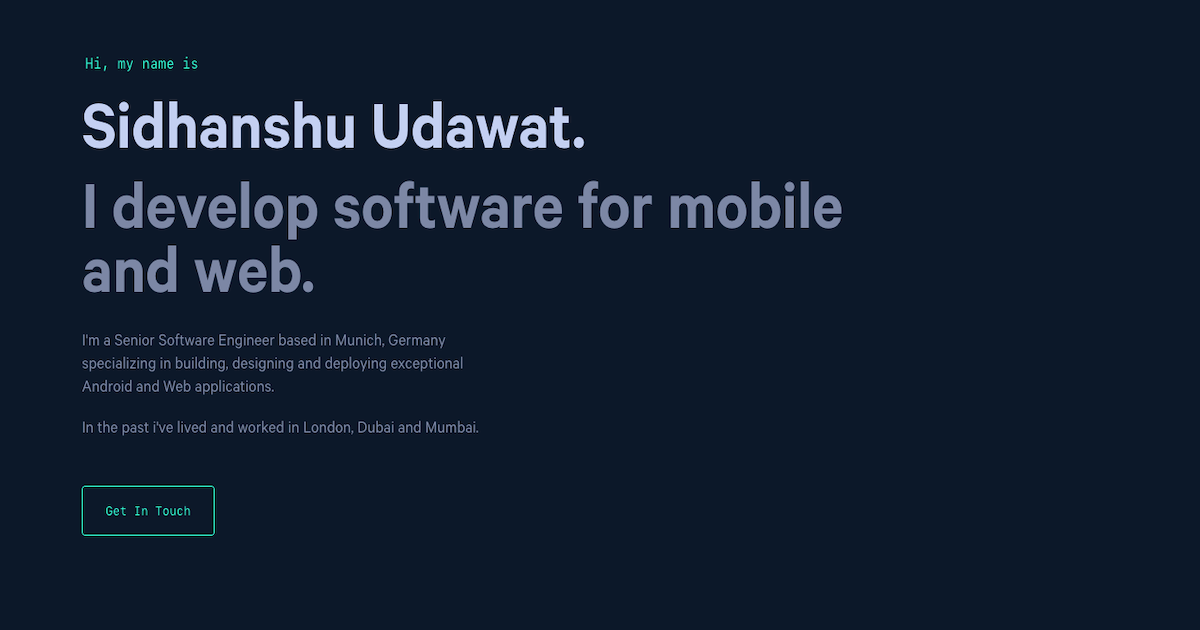 Hi, my name is
Sidhanshu Udawat.
I develop software for mobile
and web.
I'm a Senior Software Engineer based in Munich, Germany
specializing in building, designing and deploying exceptional
Android and Web applications.
In the past i've lived and worked in London, Dubai and Mumbai.
Get In Touch